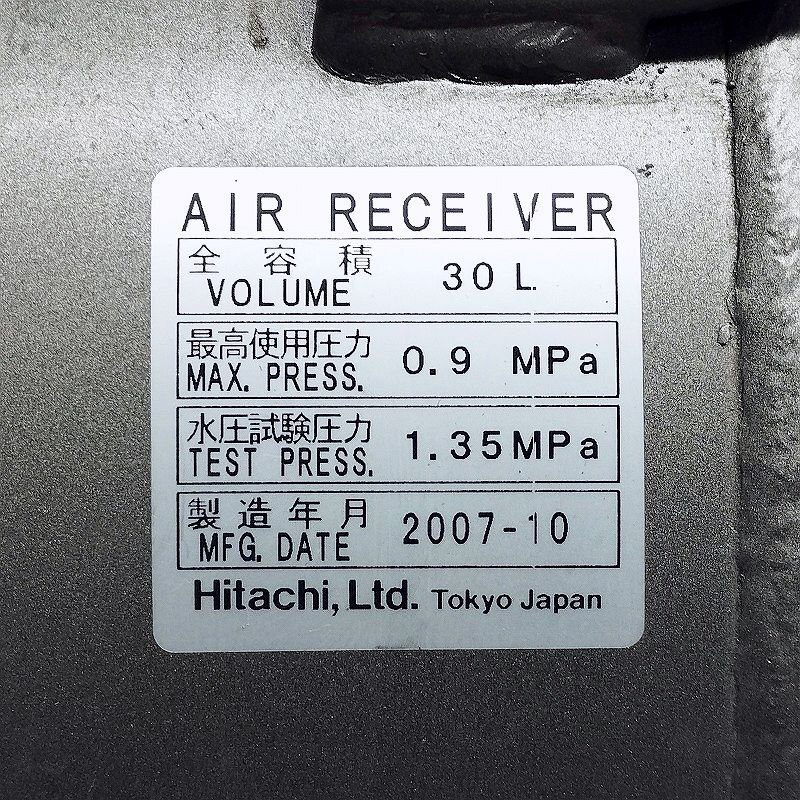 AIR RECEIVER
全容積 30 L
VOLUME
最高使用圧力 0.9 MPa
MAX. PRESS.
水圧試験圧力 1.35MPa
TEST PRESS.
製造年月 2007-10
MFG. DATE
Hitachi, Ltd. Tokyo Japan